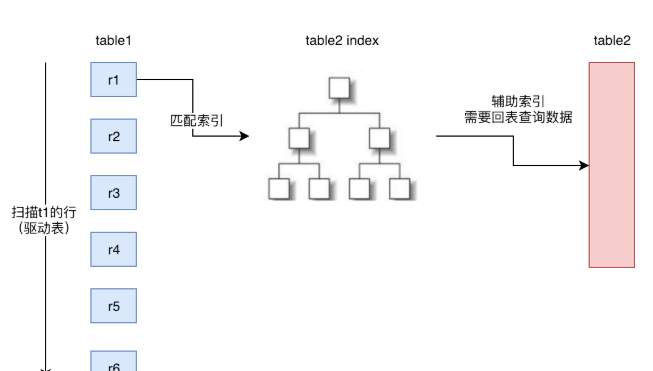 table1
table2 index
table2
r1
匹配索引
辅助索引
需要回表查询数据
r2
r3
扫描t1的行
（驱动表）
r4
r5
r6